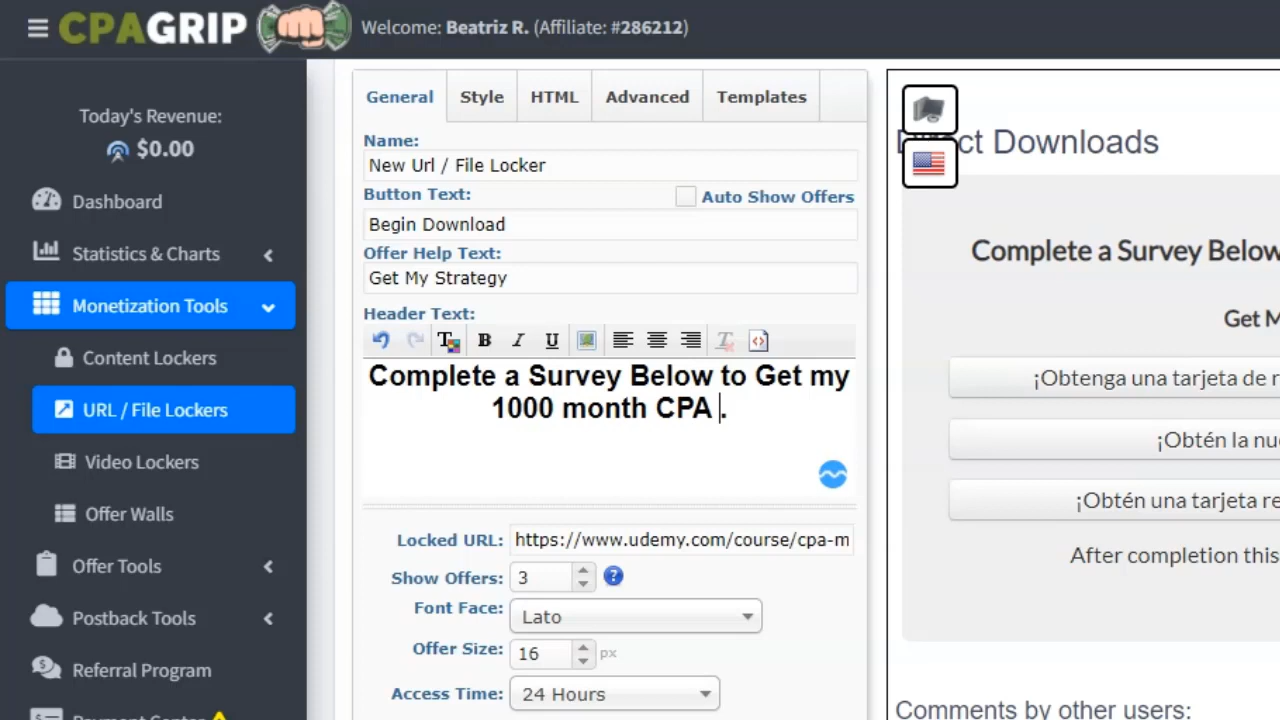 CPAGRIP
Welcome: Beatriz R. (Affiliate: #286212)
Today's Revenue:
$0.00
Dashboard
Statistics & Charts
Monetization Tools
Content Lockers
URL / File Lockers
Video Lockers
Offer Walls
Offer Tools
Postback Tools
Referral Program
Payment Center
General Style HTML Advanced Templates
Name:
New Url / File Locker
Button Text:
Auto Show Offers
Begin Download
Offer Help Text:
Get My Strategy
Header Text:
B I U
Complete a Survey Below to Get my
1000 month CPA .
Locked URL: https://www.udemy.com/course/cpa-m
Show Offers: 3
Font Face: Lato
Offer Size: 16 px
Access Time: 24 Hours
ct Downloads
Complete a Survey Below
Get M
¡Obtenga una tarjeta de r
¡Obtén la nu
¡Obtén una tarjeta re
After completion this
Comments by other users: